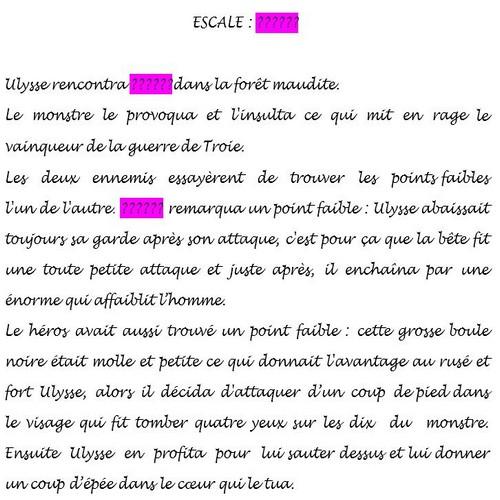 ESCALE : ??????
Ulysse rencontra ?????? dans la forêt maudite.
Le monstre le provoqua et l'insulta ce qui mit en rage le
vainqueur de la guerre de Troie.
Les deux ennemis essayèrent de trouver les points faibles
l'un de l'autre. ?????? remarqua un point faible : Ulysse abaissait
toujours sa garde après son attaque, c'est pour ça que la bête fit
une toute petite attaque et juste après, il enchaîna par une
énorme qui affaiblit l'homme.
Le héros avait aussi trouvé un point faible : cette grosse boule
noire était molle et petite ce qui donnait l'avantage au rusé et
fort Ulysse, alors il décida d'attaquer d'un coup de pied dans
le visage qui fit tomber quatre yeux sur les dix du monstre.
Ensuite Ulysse en profita pour lui sauter dessus et lui donner
un coup d'épée dans le cœur qui le tua.